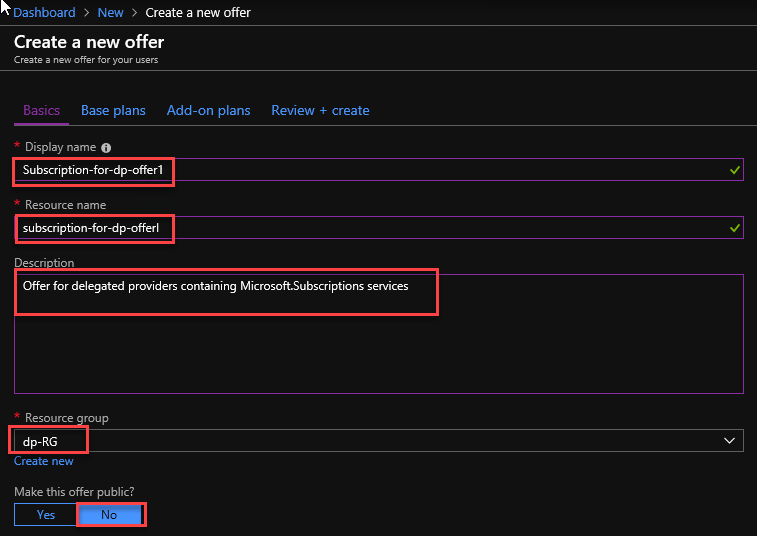 Dashboard > New > Create a new offer
Create a new offer
Create a new offer for your users
Basics Base plans Add-on plans Review + create
* Display name
Subscription-for-dp-offer1
* Resource name
subscription-for-dp-offerl
Description
Offer for delegated providers containing Microsoft.Subscriptions services
* Resource group
dp-RG
Create new
Make this offer public?
Yes No